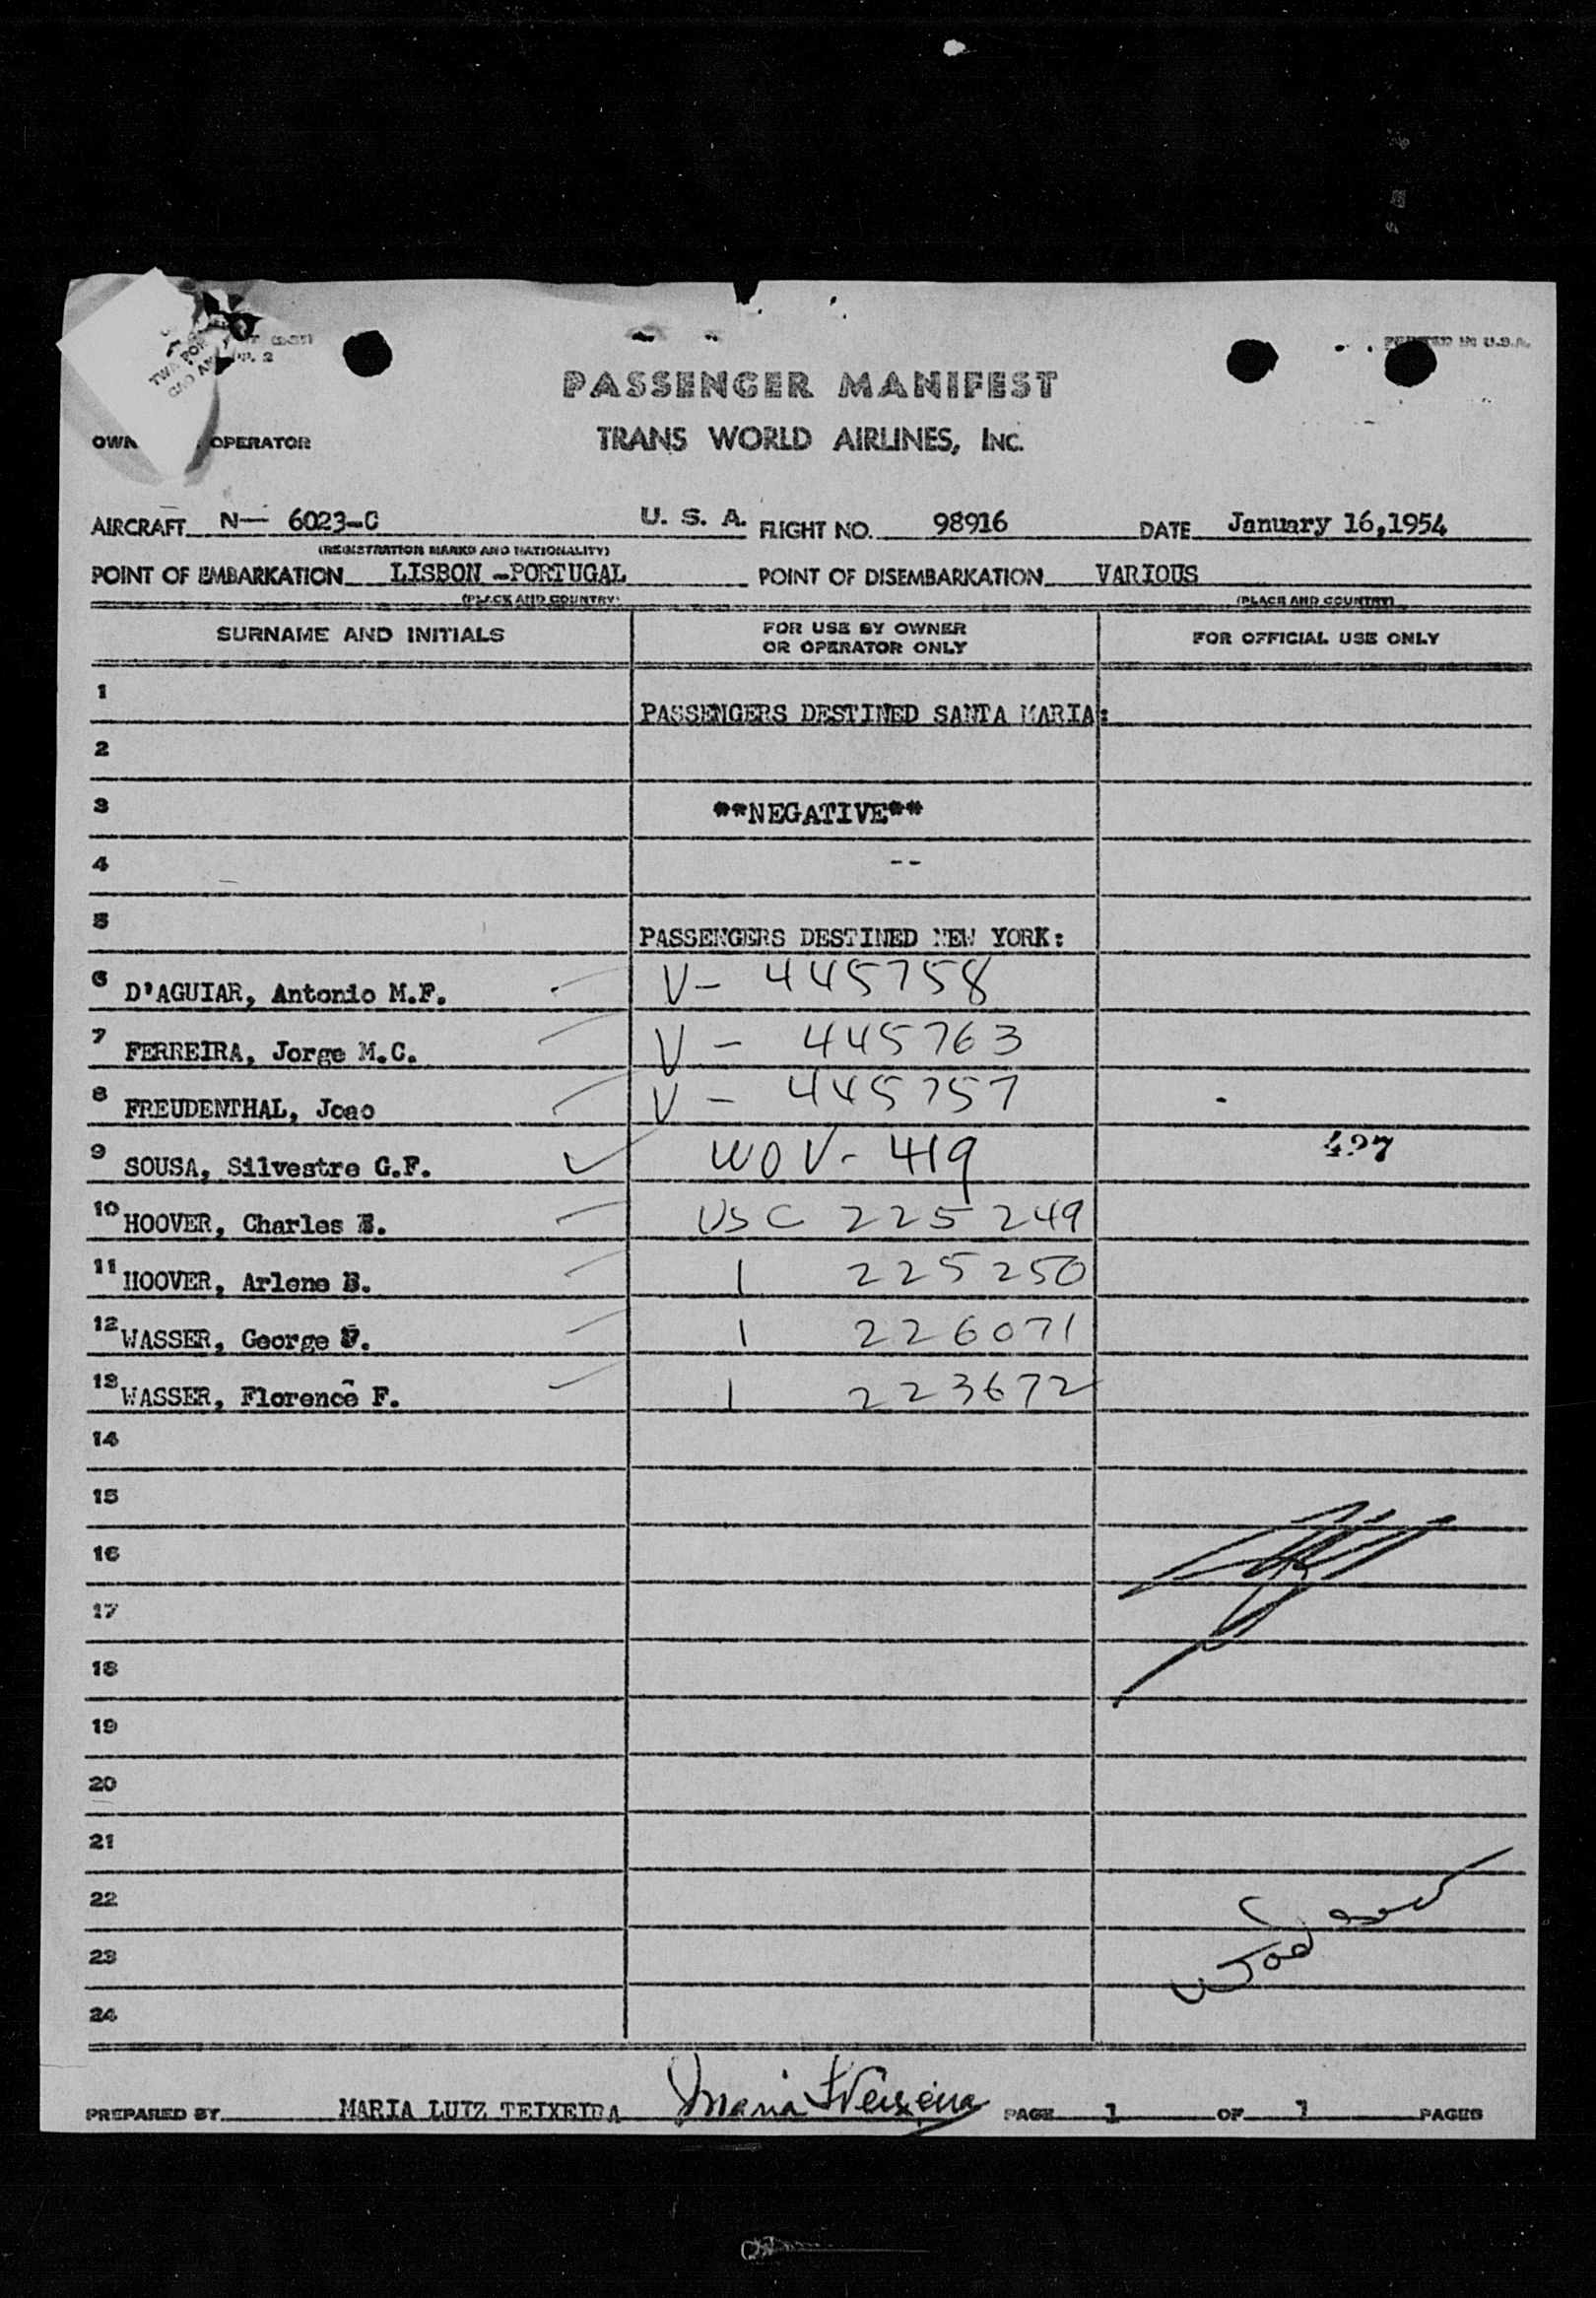 PASSENGER MANIFEST
TRANS WORLD AIRLINES, INC.
OPERATOR
AIRCRAFT N— 6023-C U. S. A. FLIGHT NO. 98916 DATE January 16,1954
(REGISTRATION MARKS AND NATIONALITY)
POINT OF EMBARKATION LISBON -PORTUGAL POINT OF DISEMBARKATION VARIOUS
(PLACE AND COUNTRY) (PLACE AND COUNTRY)
SURNAME AND INITIALS FOR USE BY OWNER OR OPERATOR ONLY FOR OFFICIAL USE ONLY
1 PASSENGERS DESTINED SANTA MARIA:
2
3 **NEGATIVE**
4 --
5 PASSENGERS DESTINED NEW YORK:
6 D'AGUIAR, Antonio M.F. V- 445758
7 FERREIRA, Jorge M.C. V - 445763
8 FREUDENTHAL, Joao V - 445757
9 SOUSA, Silvestre G.F. WOV- 419
10 HOOVER, Charles USC 225249
11 HOOVER, Arlene B. 1 225250
12 WASSER, George 1 226071
13 WASSER, Florence F. 1 223672
14
15
16
17
18
19
20
21
22
23
24
PREPARED BY MARIA LUIZ TEIXEIRA Maria Teixeira PAGE 1 OF 1 PAGES